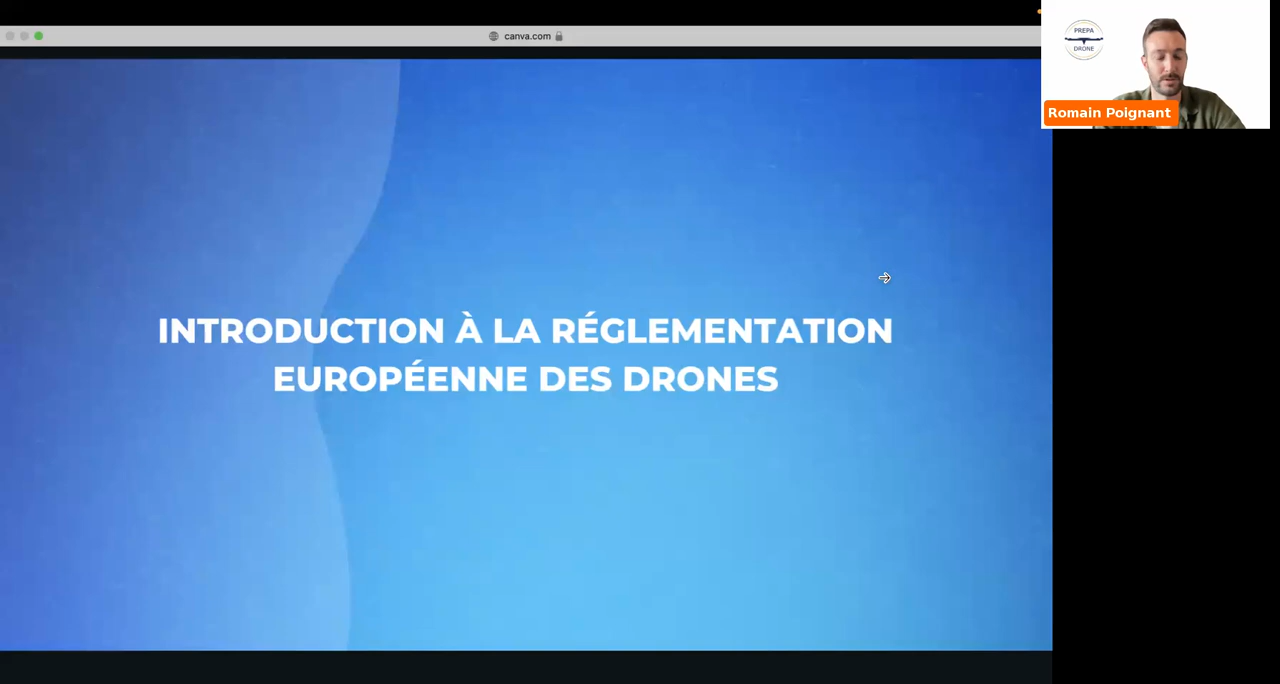 canva.com
PREPA
DRONE
Romain Poignant
INTRODUCTION À LA RÉGLEMENTATION
EUROPÉENNE DES DRONES